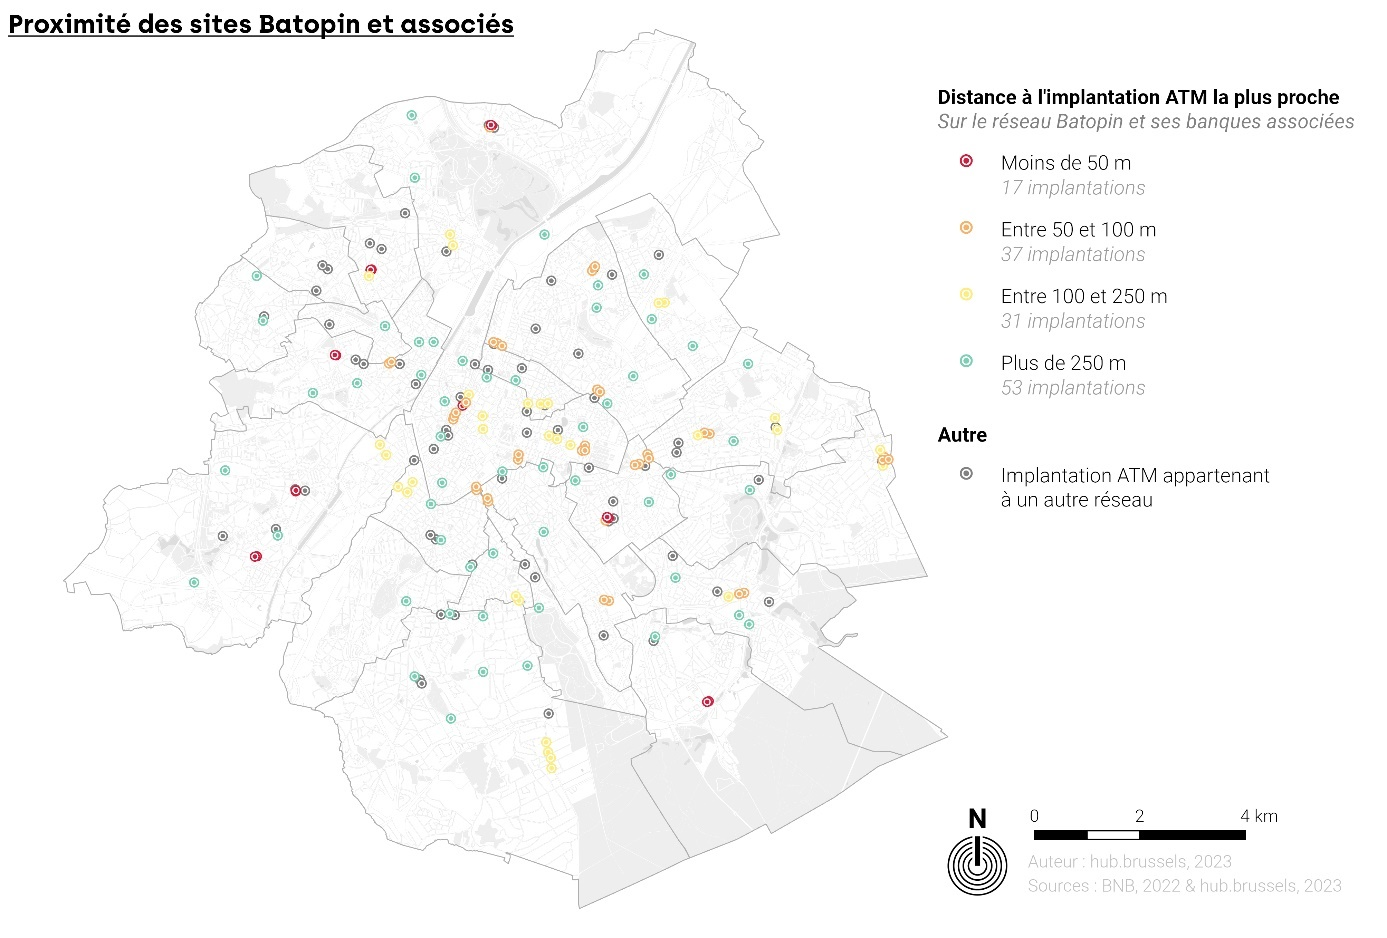 Proximité des sites Batopin et associés
Distance à l'implantation ATM la plus proche
Sur le réseau Batopin et ses banques associées
Moins de 50 m
17 implantations
Entre 50 et 100 m
37 implantations
Entre 100 et 250 m
31 implantations
Plus de 250 m
53 implantations
Autre
Implantation ATM appartenant
à un autre réseau
N
0 2 4 km
Auteur : hub.brussels, 2023
Sources : BNB, 2022 & hub.brussels, 2023